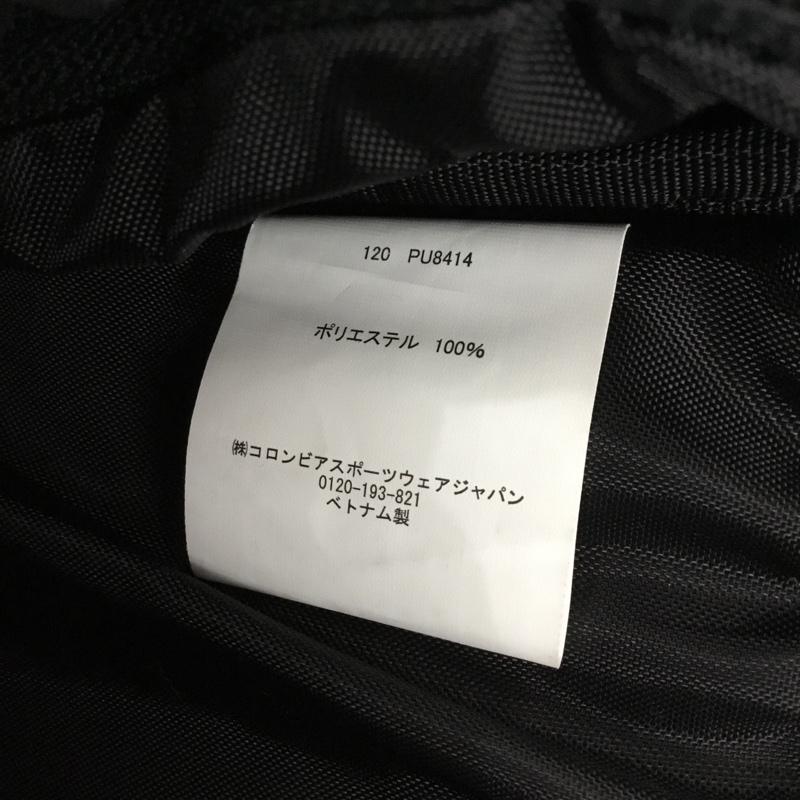 120 PU8414
ポリエステル 100%
㈱コロンビアスポーツウェアジャパン
0120-193-821
ベトナム製